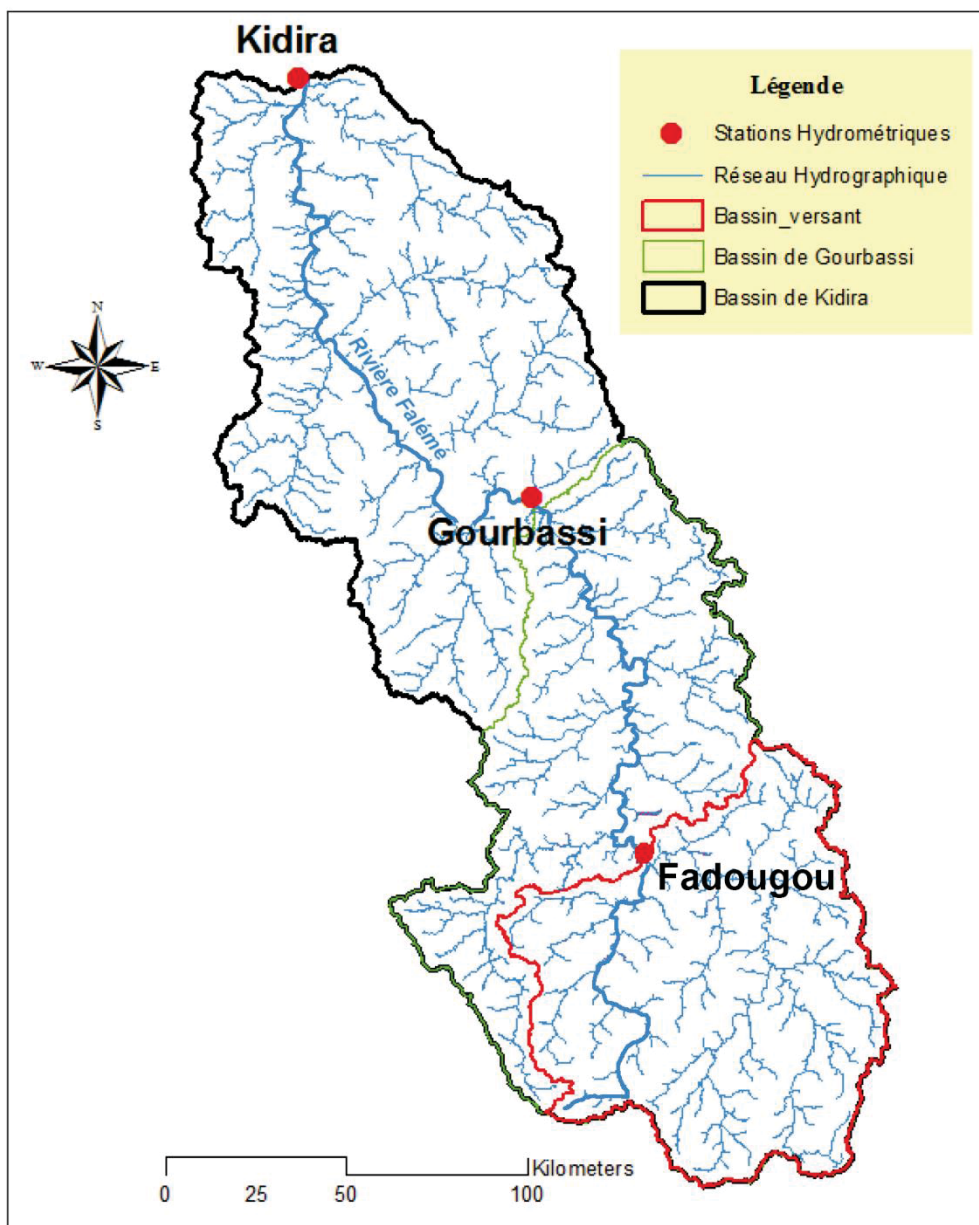 Kidira
Légende
Stations Hydrométriques
Réseau Hydrographique
Bassin_versant
Bassin de Gourbassi
Bassin de Kidira
N
W
E
S
Rivière Falémé
Gourbassi
Fadougou
Kilometers
0 25 50 100